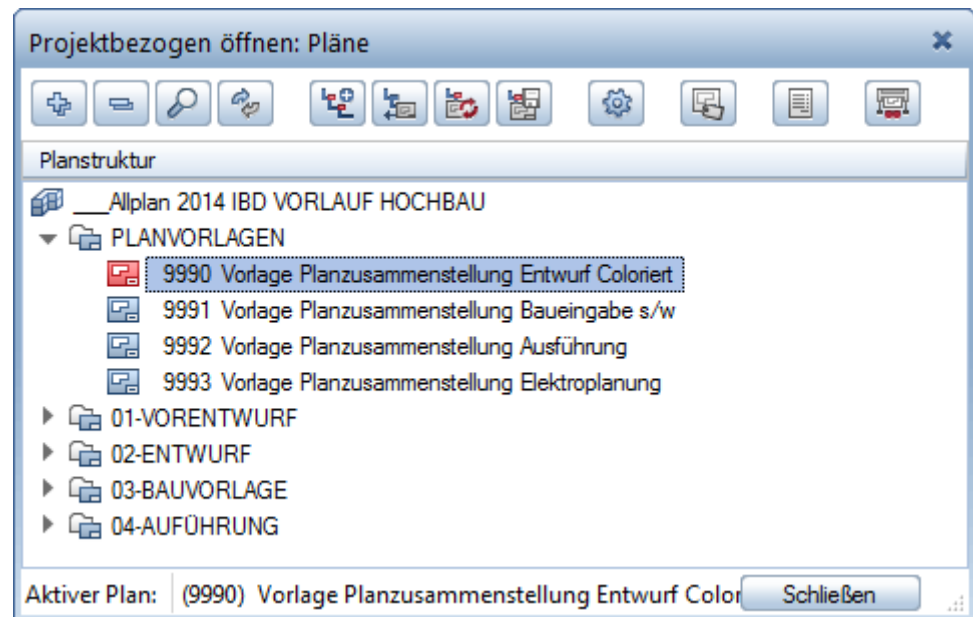 Projektbezogen öffnen: Pläne
Planstruktur
___Allplan 2014 IBD VORLAUF HOCHBAU
PLANVORLAGEN
9990 Vorlage Planzusammenstellung Entwurf Coloriert
9991 Vorlage Planzusammenstellung Baueingabe s/w
9992 Vorlage Planzusammenstellung Ausführung
9993 Vorlage Planzusammenstellung Elektroplanung
01-VORENTWURF
02-ENTWURF
03-BAUVORLAGE
04-AUFÜHRUNG
Aktiver Plan: (9990) Vorlage Planzusammenstellung Entwurf Color Schließen